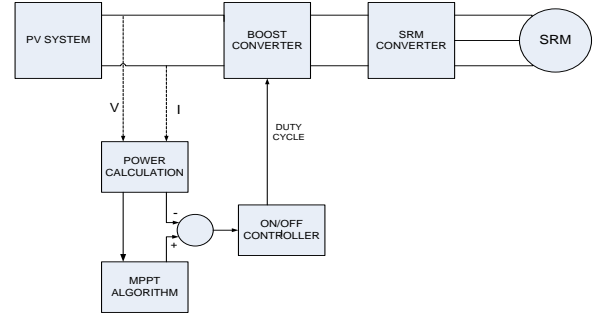 PV SYSTEM
BOOST
CONVERTER
SRM
CONVERTER
SRM
V
I
DUTY
CYCLE
POWER
CALCULATION
-
+
ON/OFF
CONTROLLER
MPPT
ALGORITHM